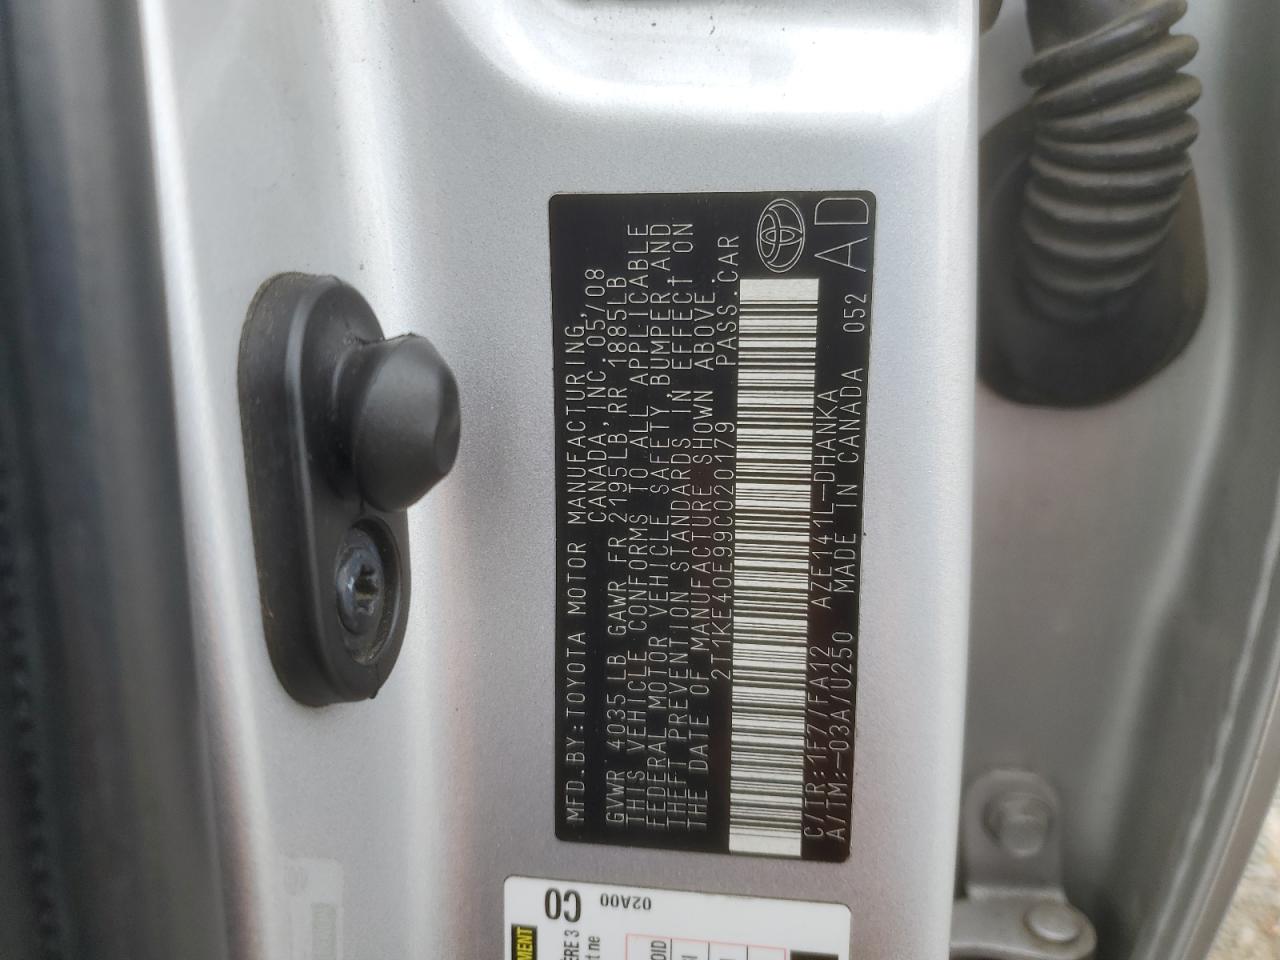 MFD.BY:TOYOTA MOTOR MANUFACTURING,
CANADA,INC. 05/08
GVWR 4035LB GAWR FR 2195LB,RR 1885LB
THIS VEHICLE CONFORMS TO ALL APPLICABLE
FEDERAL MOTOR VEHICLE SAFETY,BUMPER,AND
THEFT PREVENTION STANDARDS IN EFFECT ON
THE DATE OF MANUFACTURE SHOWN ABOVE.
2T1KE40E99C020179 PASS.CAR
C/TR:1F7/FA12 AZE141L-DHANKA 052
A/TM:-03A/U250 MADE IN CANADA
AD
CO
02A00